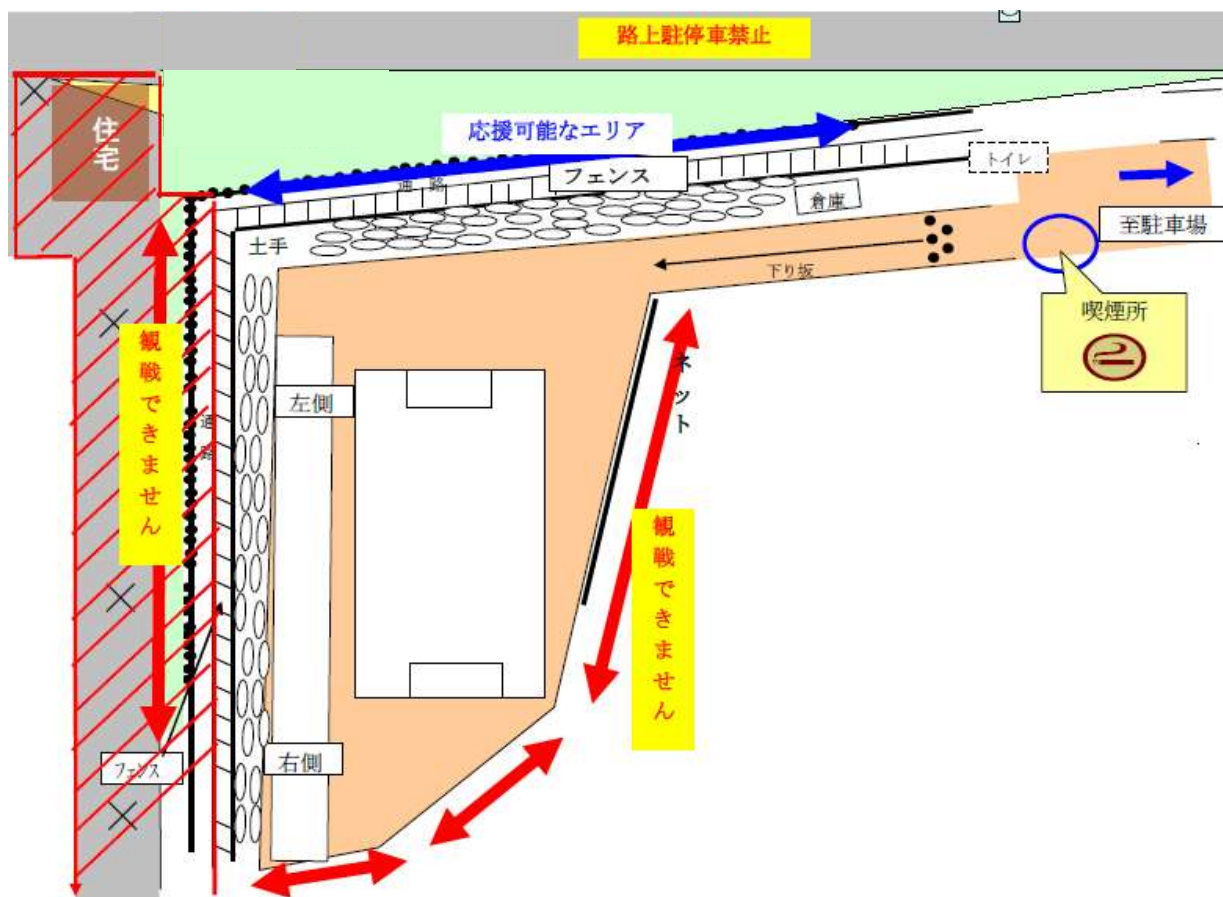 路上駐停車禁止
住宅
応援可能なエリア
通路
フェンス
トイレ
倉庫
至駐車場
土手
下り坂
喫煙所
観戦できません
ネット
左側
通路
観戦できません
右側
フェンス